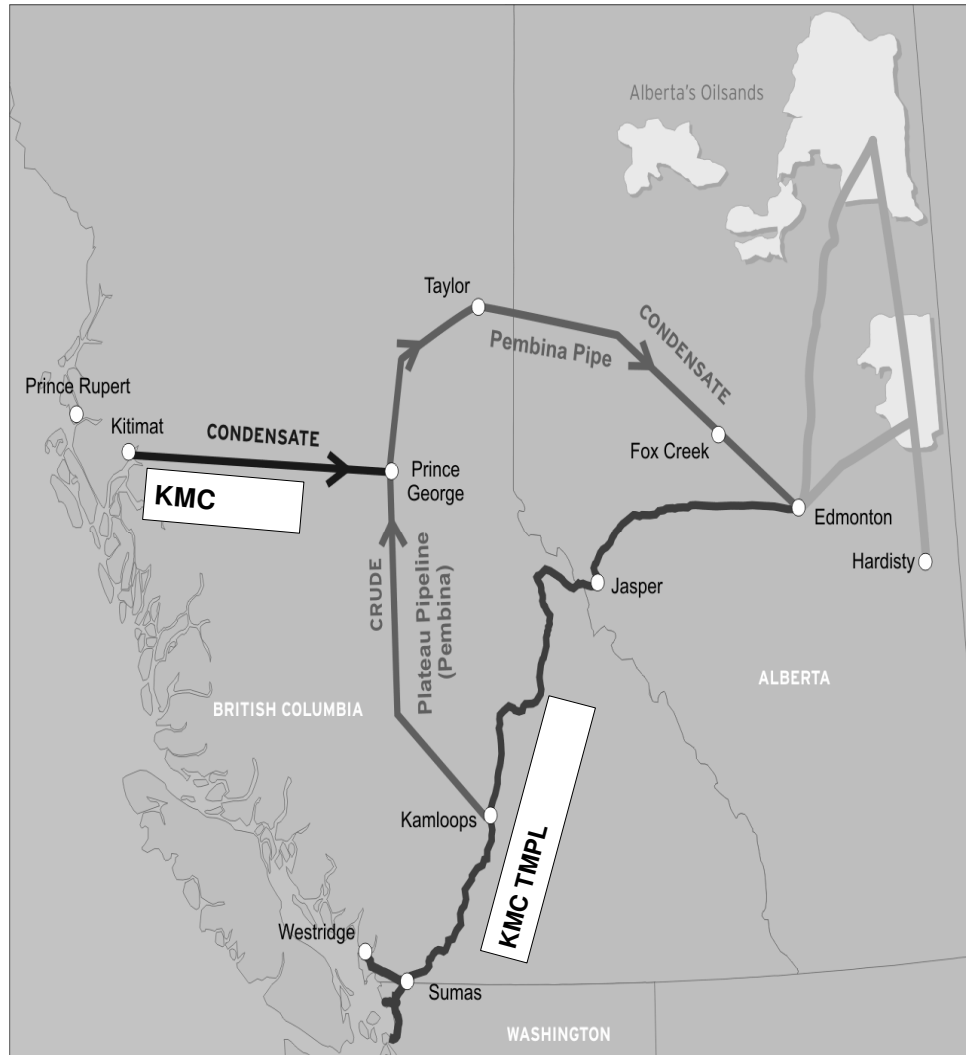 Alberta's Oilsands
Taylor
CONDENSATE
Pembina Pipe
Prince Rupert
Kitimat
CONDENSATE
Fox Creek
Prince
George
KMC
Edmonton
Hardisty
CRUDE
Plateau Pipeline
(Pembina)
Jasper
ALBERTA
BRITISH COLUMBIA
Kamloops
KMC TMPL
Westridge
Sumas
WASHINGTON